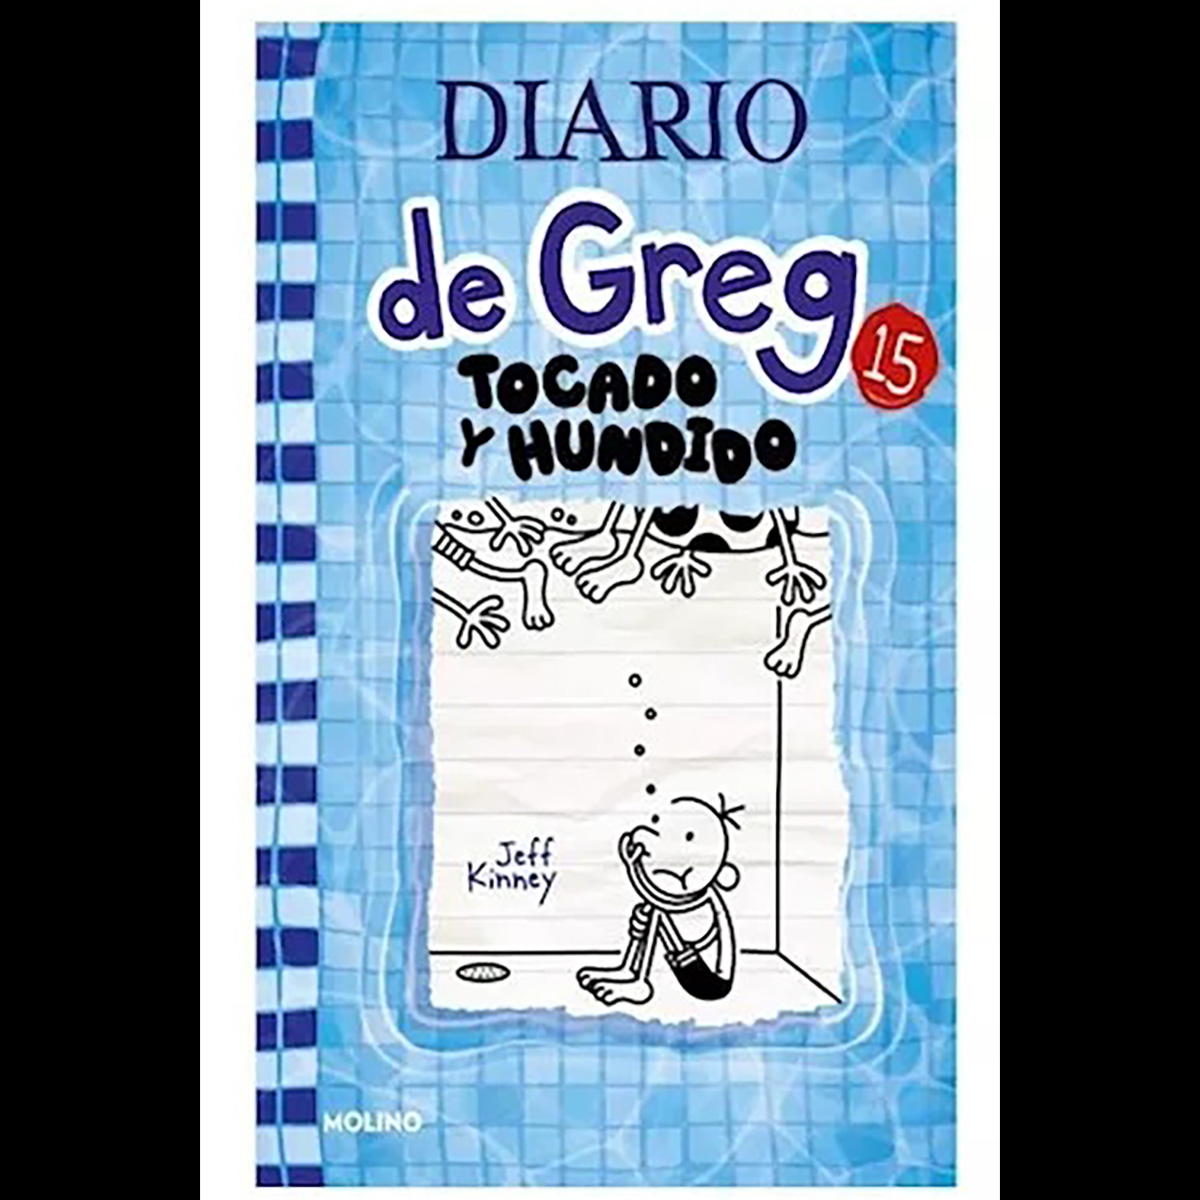 DIARIO
de Greg
15
TOCADO
Y HUNDIDO
Jeff
Kinney
MOLINO